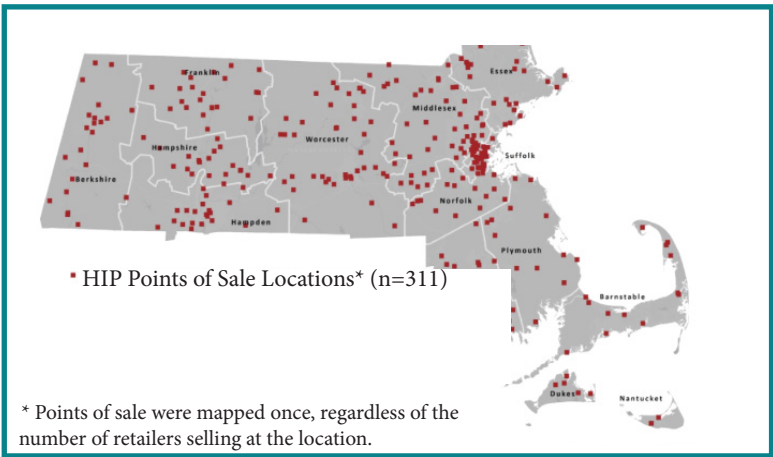 Franklin
Essex
Middlesex
Hampshire
Worcester
Suffolk
Berkshire
Norfolk
Hampden
Plymouth
HIP Points of Sale Locations* (n=311)
Barnstable
Dukes
Nantucket
* Points of sale were mapped once, regardless of the
number of retailers selling at the location.